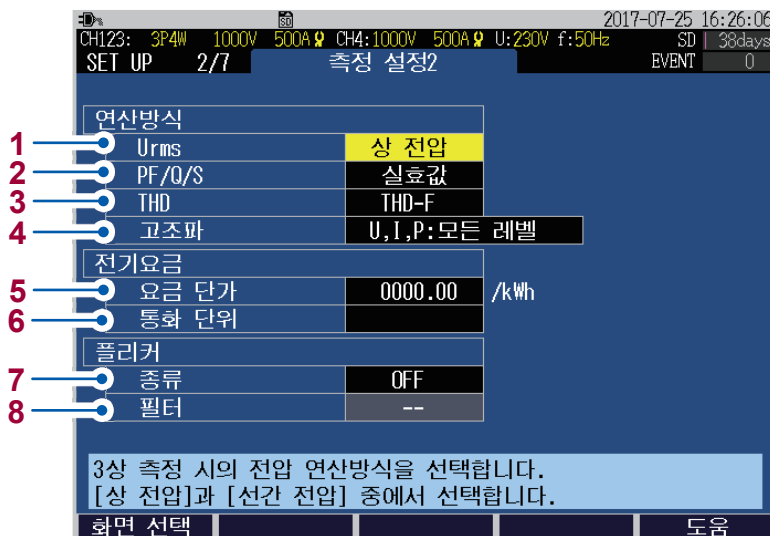 SD 2017-07-25 16:26:06
CH123: 3P4W 1000V 500A CH4:1000V 500A U:230V f:50Hz SD 38days
SET UP 2/7 측정 설정2 EVENT 0
연산방식
1 Urms 상 전압
2 PF/Q/S 실효값
3 THD THD-F
4 고조파 U,I,P:모든 레벨
전기요금
5 요금 단가 0000.00 /kWh
6 통화 단위
플리커
7 종류 OFF
8 필터 --
3상 측정 시의 전압 연산방식을 선택합니다.
[상 전압]과 [선간 전압] 중에서 선택합니다.
화면 선택 도움